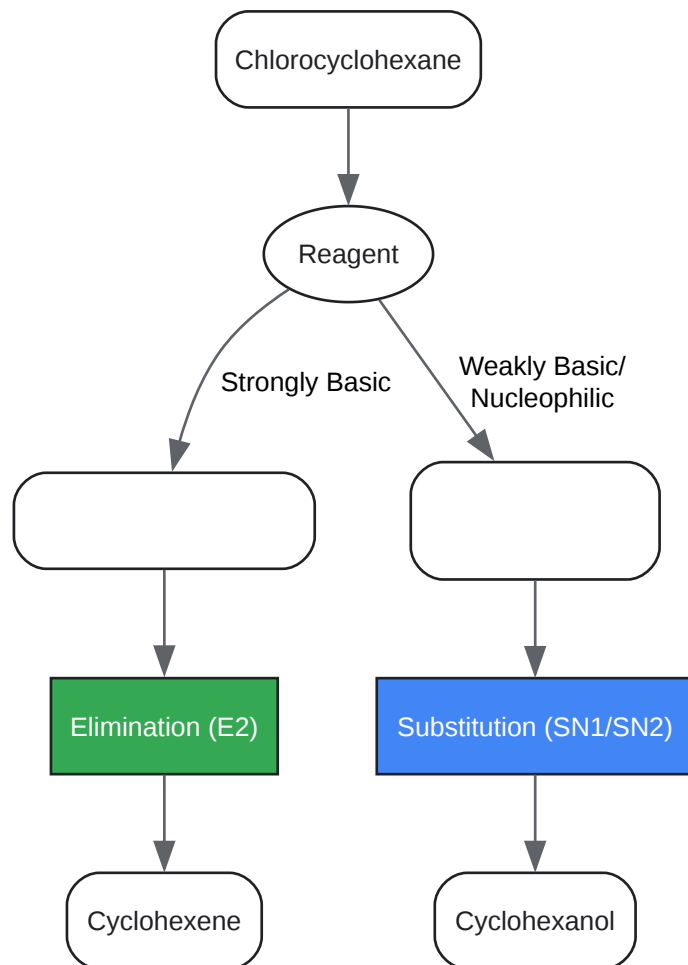 Chlorocyclohexane
Reagent
Strongly Basic
Weakly Basic/
Nucleophilic
Elimination (E2)
Substitution (SN1/SN2)
Cyclohexene
Cyclohexanol